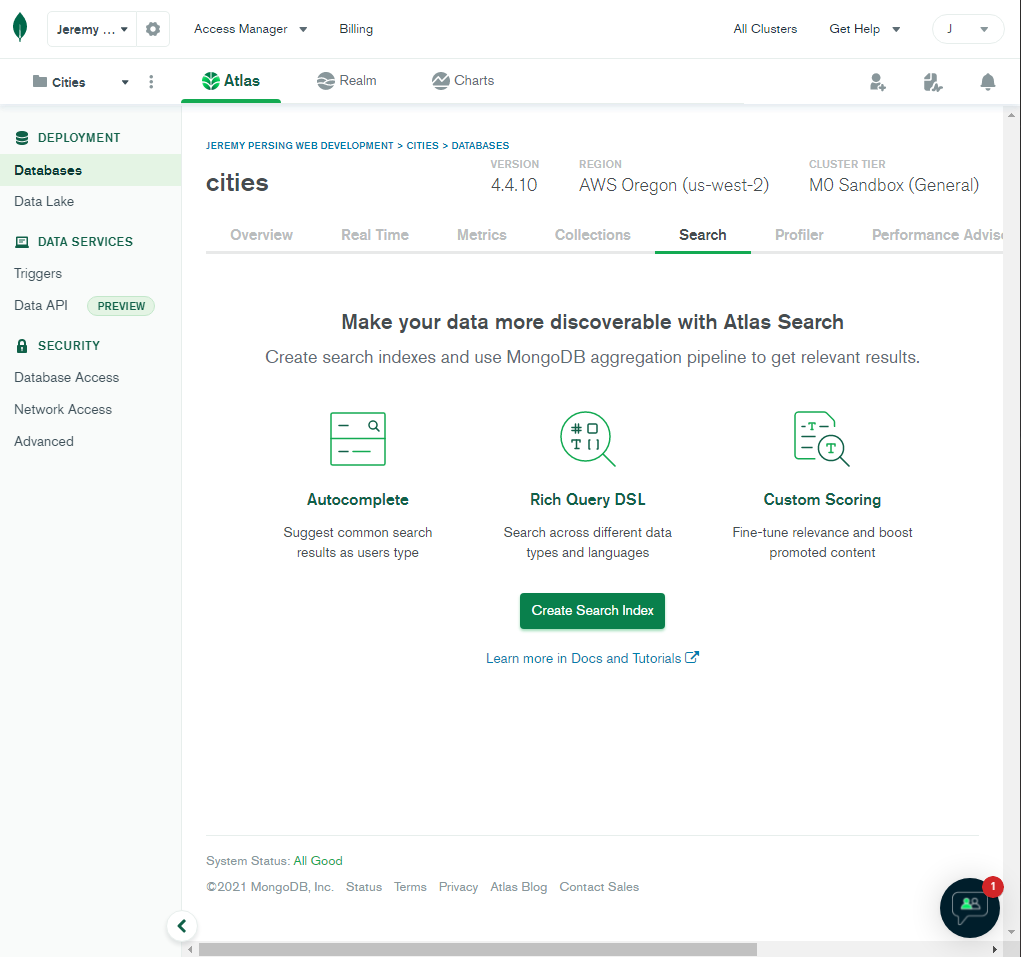 Jeremy ...
Access Manager
Billing
All Clusters
Get Help
J
Cities
Atlas
Realm
Charts
DEPLOYMENT
Databases
Data Lake
DATA SERVICES
Triggers
Data API PREVIEW
SECURITY
Database Access
Network Access
Advanced
JEREMY PERSING WEB DEVELOPMENT > CITIES > DATABASES
cities
VERSION
4.4.10
REGION
AWS Oregon (us-west-2)
CLUSTER TIER
M0 Sandbox (General)
Overview Real Time Metrics Collections Search Profiler Performance Advis
Make your data more discoverable with Atlas Search
Create search indexes and use MongoDB aggregation pipeline to get relevant results.
Autocomplete
Suggest common search
results as users type
Rich Query DSL
Search across different data
types and languages
Custom Scoring
Fine-tune relevance and boost
promoted content
Create Search Index
Learn more in Docs and Tutorials
System Status: All Good
©2021 MongoDB, Inc. Status Terms Privacy Atlas Blog Contact Sales
1